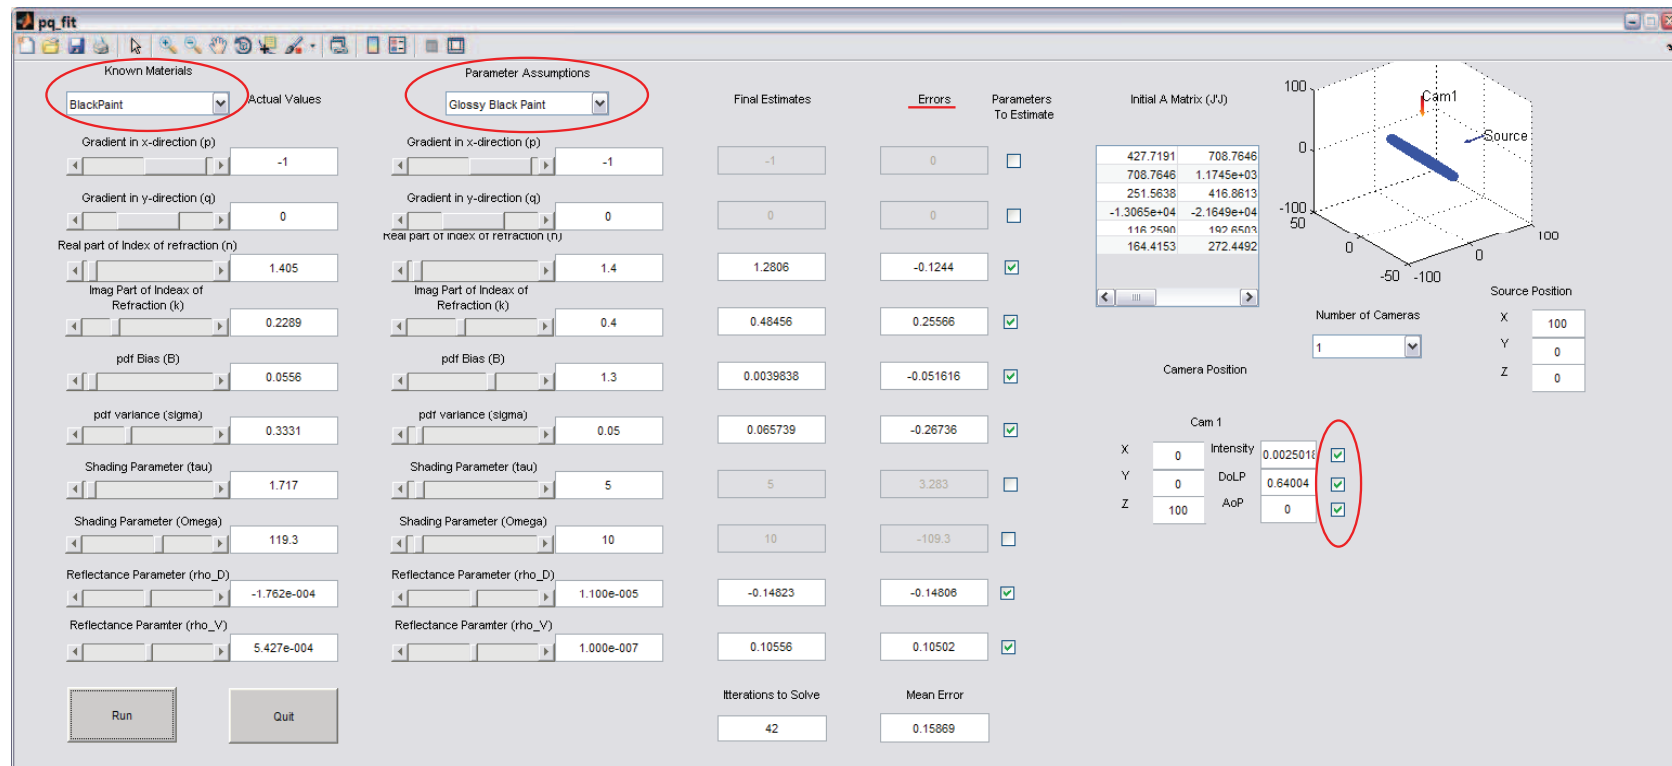 pq_fit
Known Materials
BlackPaint
Actual Values
Gradient in x-direction (p)
-1
Gradient in y-direction (q)
0
Real part of Index of refraction (n)
1.405
Imag Part of Indeax of
Refraction (k)
0.2289
pdf Bias (B)
0.0556
pdf variance (sigma)
0.3331
Shading Parameter (tau)
1.717
Shading Parameter (Omega)
119.3
Reflectance Parameter (rho_D)
-1.762e-004
Reflectance Paramter (rho_V)
5.427e-004
Run
Quit
Parameter Assumptions
Glossy Black Paint
Gradient in x-direction (p)
-1
Gradient in y-direction (q)
0
Real part of Index of refraction (n)
1.4
Imag Part of Indeax of
Refraction (k)
0.4
pdf Bias (B)
1.3
pdf variance (sigma)
0.05
Shading Parameter (tau)
5
Shading Parameter (Omega)
10
Reflectance Parameter (rho_D)
1.100e-005
Reflectance Paramter (rho_V)
1.000e-007
Final Estimates
-1
0
1.2806
0.48456
0.0039838
0.065739
5
10
-0.14823
0.10556
Itterations to Solve
42
Errors
0
0
-0.1244
0.25566
-0.051616
-0.26736
3.283
-109.3
-0.14806
0.10502
Mean Error
0.15869
Parameters
To Estimate
Initial A Matrix (J'J)
427.7191 708.7646
708.7646 1.1745e+03
251.5638 416.8613
-1.3065e+04 -2.1649e+04
116.2590 192.6503
164.4153 272.4492
100
0
-100
50
0
-50
-100
0
100
Cam1
Source
Number of Cameras
1
Source Position
X 100
Y 0
Z 0
Camera Position
Cam 1
X 0 Intensity 0.0025018
Y 0 DoLP 0.64004
Z 100 AoP 0